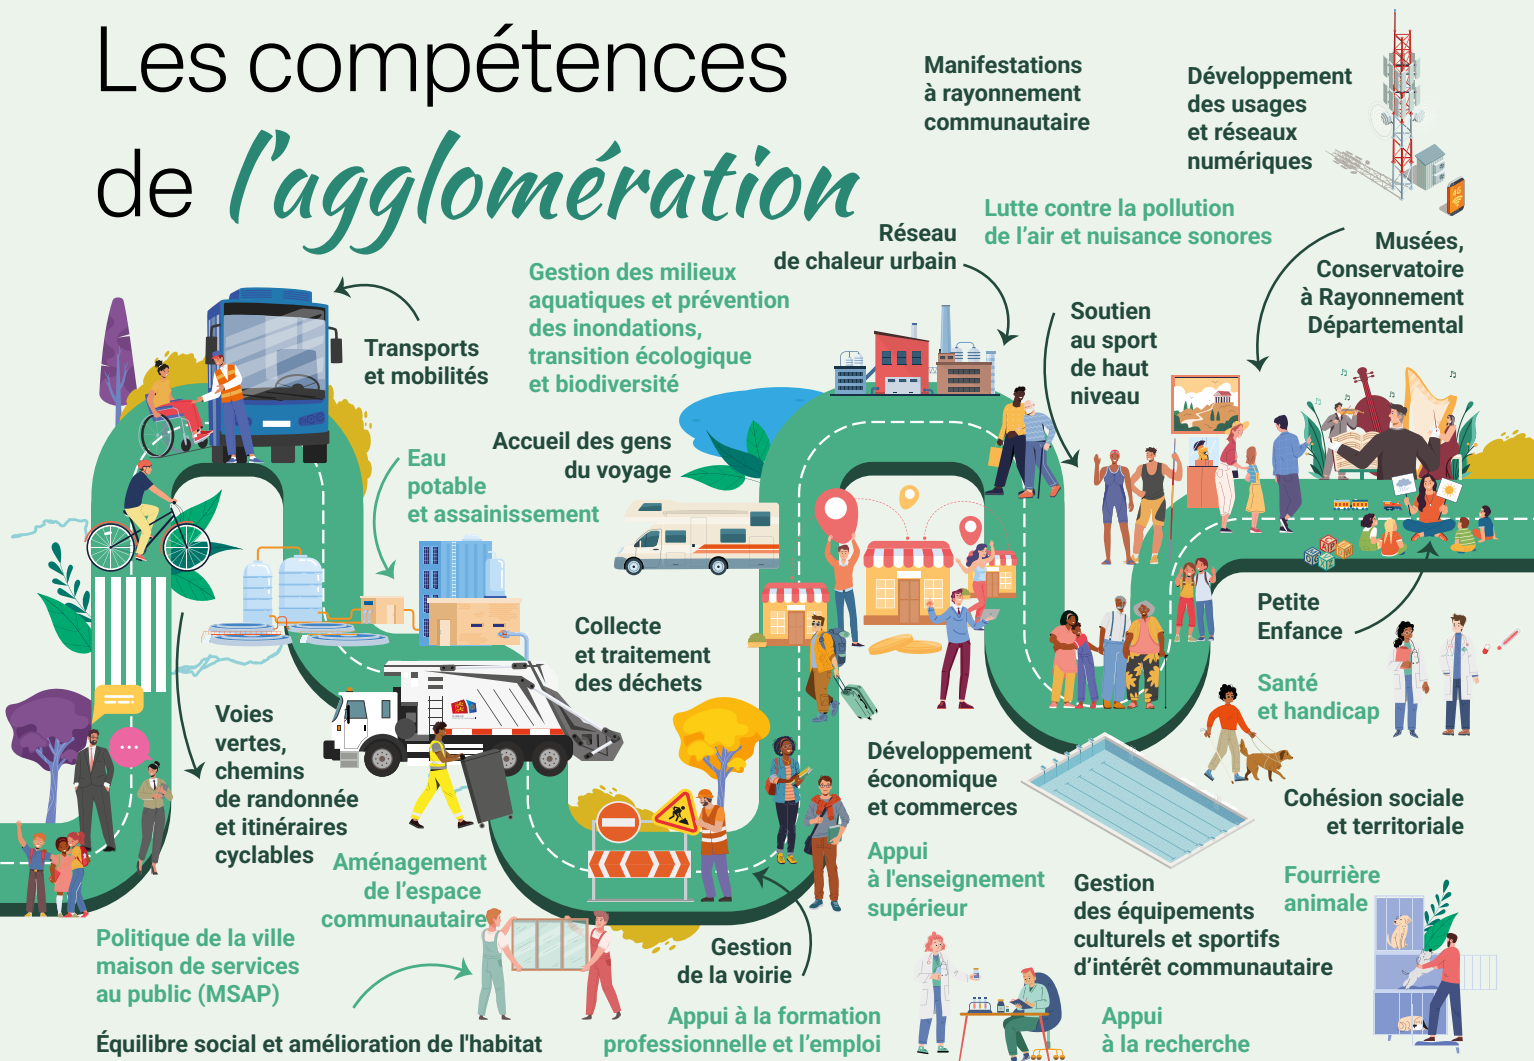 Les compétences
de l'agglomération
Manifestations
à rayonnement
communautaire
Développement
des usages
et réseaux
numériques
4G
Lutte contre la pollution
de l'air et nuisance sonores
Réseau
de chaleur urbain
Musées,
Conservatoire
à Rayonnement
Départemental
Gestion des milieux
aquatiques et prévention
des inondations,
transition écologique
et biodiversité
Soutien
au sport
de haut
niveau
Transports
et mobilités
Accueil des gens
du voyage
Eau
potable
et assainissement
Collecte
et traitement
des déchets
Petite
Enfance
Santé
et handicap
Voies
vertes,
chemins
de randonnée
et itinéraires
cyclables
Développement
économique
et commerces
Cohésion sociale
et territoriale
Aménagement
de l'espace
communautaire
Appui
à l'enseignement
supérieur
Gestion
des équipements
culturels et sportifs
d'intérêt communautaire
Fourrière
animale
Politique de la ville
maison de services
au public (MSAP)
Gestion
de la voirie
Équilibre social et amélioration de l'habitat
Appui à la formation
professionnelle et l'emploi
Appui
à la recherche